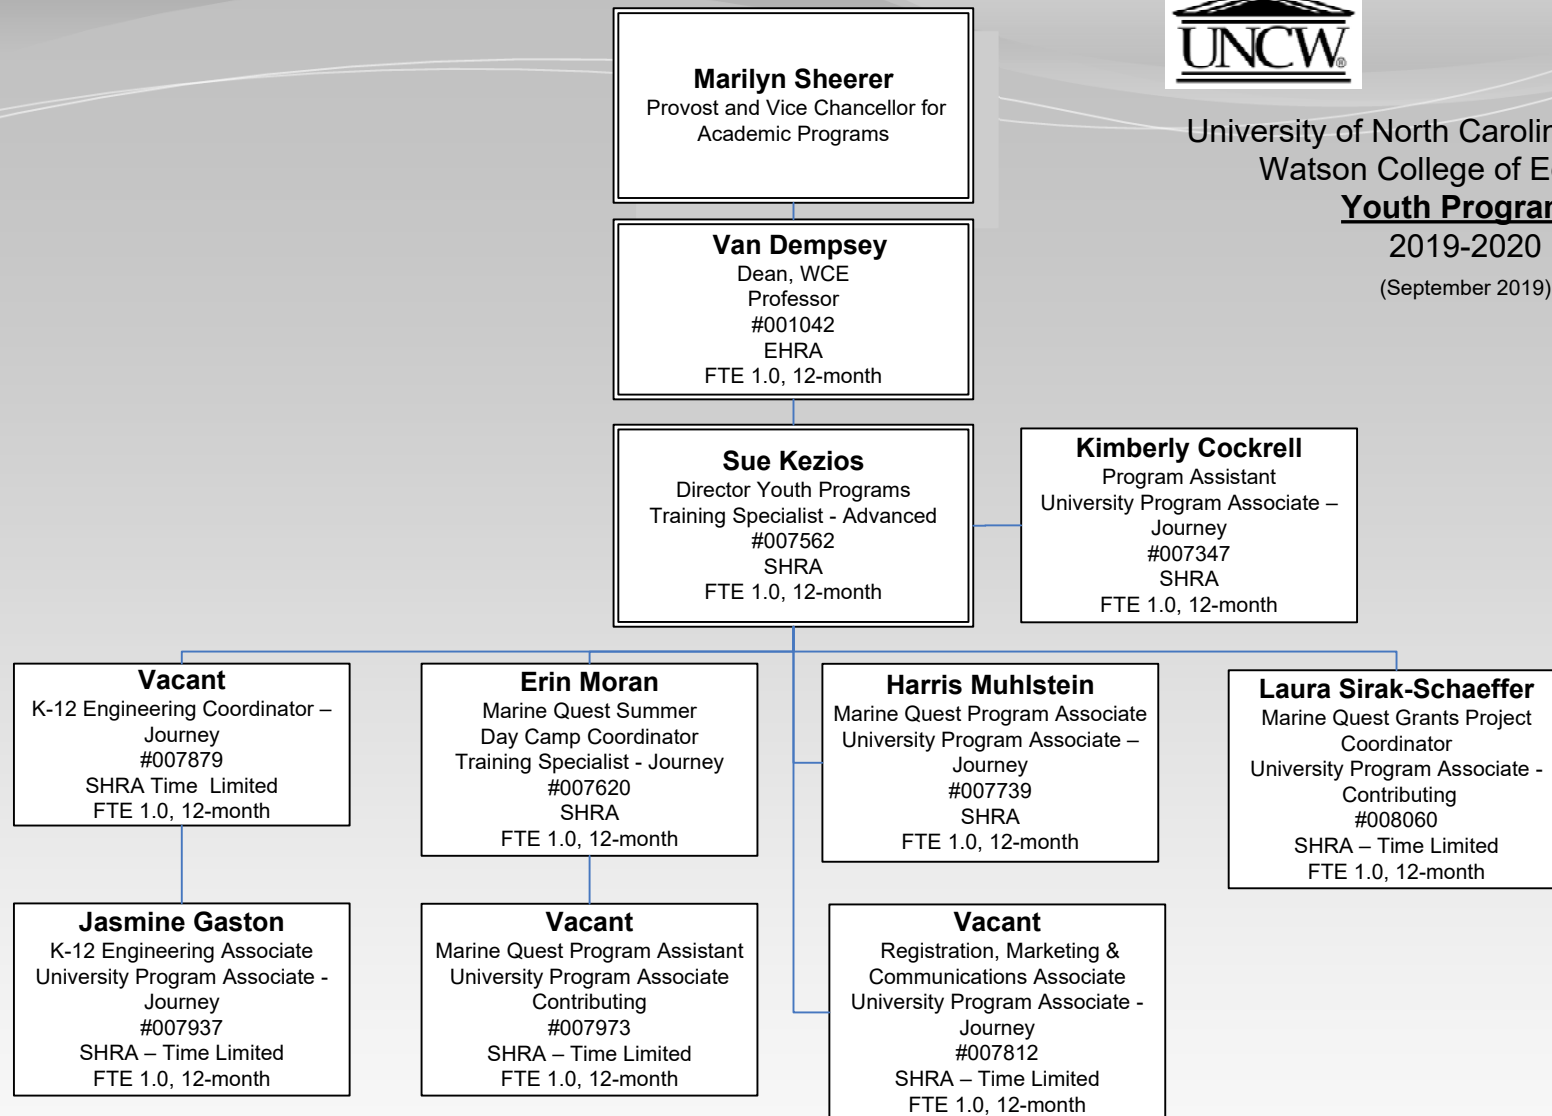 Marilyn Sheerer
Provost and Vice Chancellor for
Academic Programs
UNCW®
University of North
Watson College of
2019-2020
(September 2019)
Van Dempsey
Dean, WCE
Professor
#001042
EHRA
FTE 1.0, 12-month
Sue Kezios
Director Youth Programs
Training Specialist - Advanced
#007562
SHRA
FTE 1.0, 12-month
Kimberly Cockrell
Program Assistant
University Program Associate –
Journey
#007347
SHRA
FTE 1.0, 12-month
Vacant
K-12 Engineering Coordinator –
Journey
#007879
SHRA Time Limited
FTE 1.0, 12-month
Erin Moran
Marine Quest Summer
Day Camp Coordinator
Training Specialist - Journey
#007620
SHRA
FTE 1.0, 12-month
Harris Muhlstein
Marine Quest Program Associate
University Program Associate –
Journey
#007739
SHRA
FTE 1.0, 12-month
Laura Sirak-Schaeffer
Marine Quest Grants Project
Coordinator
University Program Associate -
Contributing
#008060
SHRA – Time Limited
FTE 1.0, 12-month
Jasmine Gaston
K-12 Engineering Associate
University Program Associate -
Journey
#007937
SHRA – Time Limited
FTE 1.0, 12-month
Vacant
Marine Quest Program Assistant
University Program Associate
Contributing
#007973
SHRA – Time Limited
FTE 1.0, 12-month
Vacant
Registration, Marketing &
Communications Associate
University Program Associate -
Journey
#007812
SHRA – Time Limited
FTE 1.0, 12-month